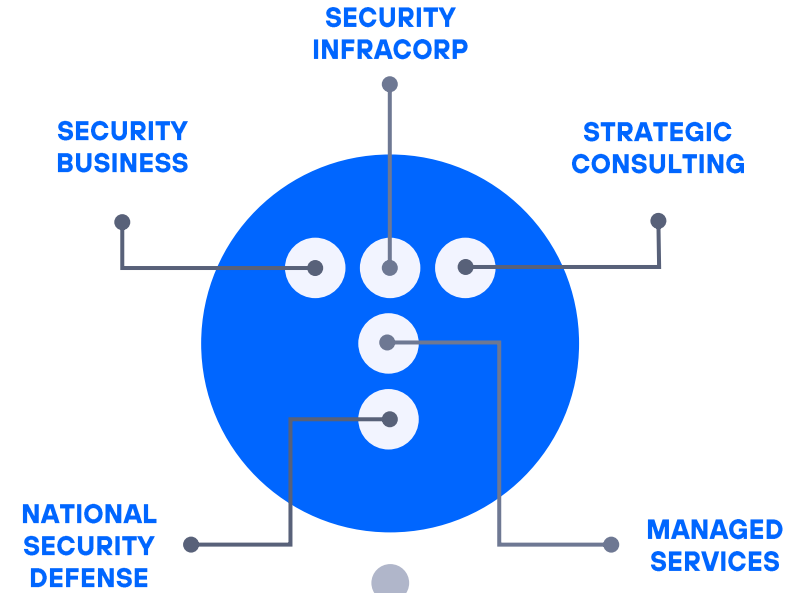 SECURITY
INFRACORP
SECURITY
BUSINESS
STRATEGIC
CONSULTING
NATIONAL
SECURITY
DEFENSE
MANAGED
SERVICES